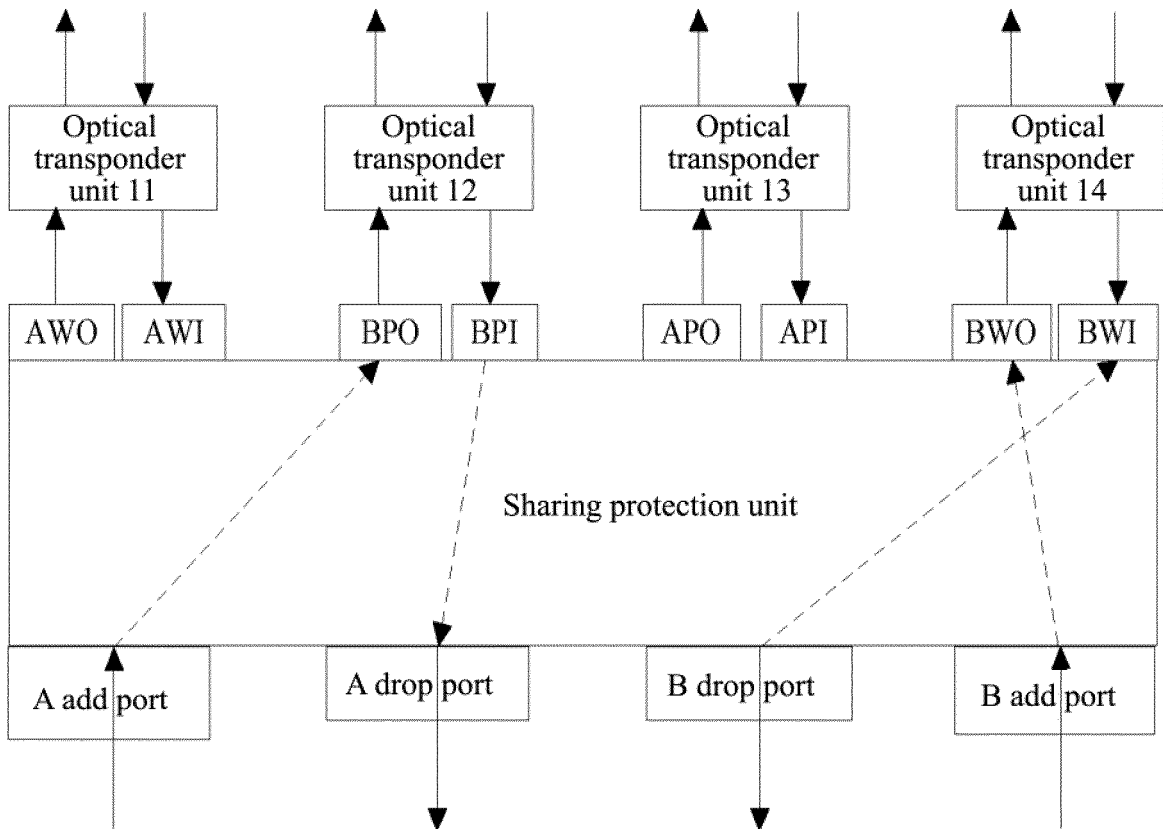 Optical
transponder
unit 11
Optical
transponder
unit 12
Optical
transponder
unit 13
Optical
transponder
unit 14
AWO
AWI
BPO
BPI
APO
API
BWO
BWI
Sharing protection unit
A add port
A drop port
B drop port
B add port